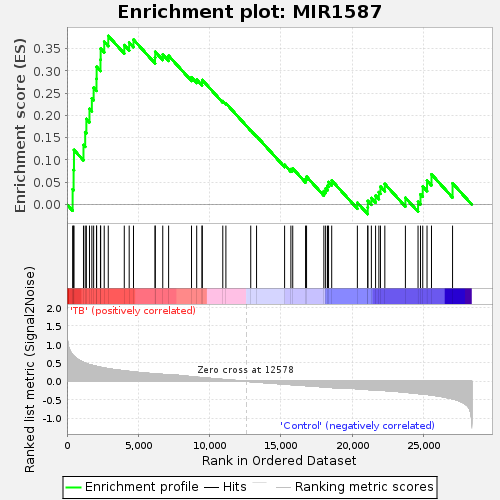 Enrichment plot: MIR1587
Enrichment score (ES)
0.35
0.30
0.25
0.20
0.15
0.10
0.05
0.00
'TB' (positively correlated)
Ranked list metric (Signal2Noise)
2.0
1.5
1.0
0.5
0.0
-0.5
-1.0
Zero cross at 12578
'Control' (negatively correlated)
0 5,000 10,000 15,000 20,000 25,000
Rank in Ordered Dataset
Enrichment profile Hits Ranking metric scores